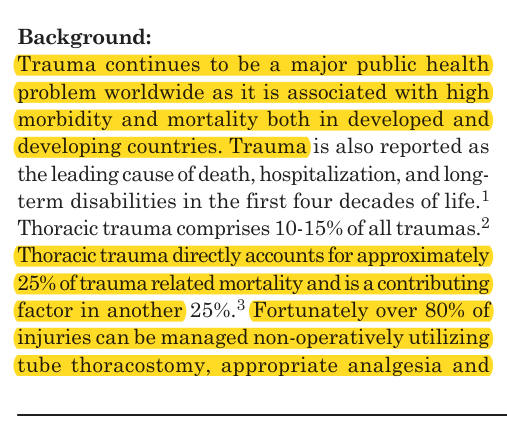 Background:
Trauma continues to be a major public health
problem worldwide as it is associated with high
morbidity and mortality both in developed and
developing countries. Trauma is also reported as
the leading cause of death, hospitalization, and long-
term disabilities in the first four decades of life.1
Thoracic trauma comprises 10-15% of all traumas.2
Thoracic trauma directly accounts for approximately
25% of trauma related mortality and is a contributing
factor in another 25%.3 Fortunately over 80% of
injuries can be managed non-operatively utilizing
tube thoracostomy, appropriate analgesia and